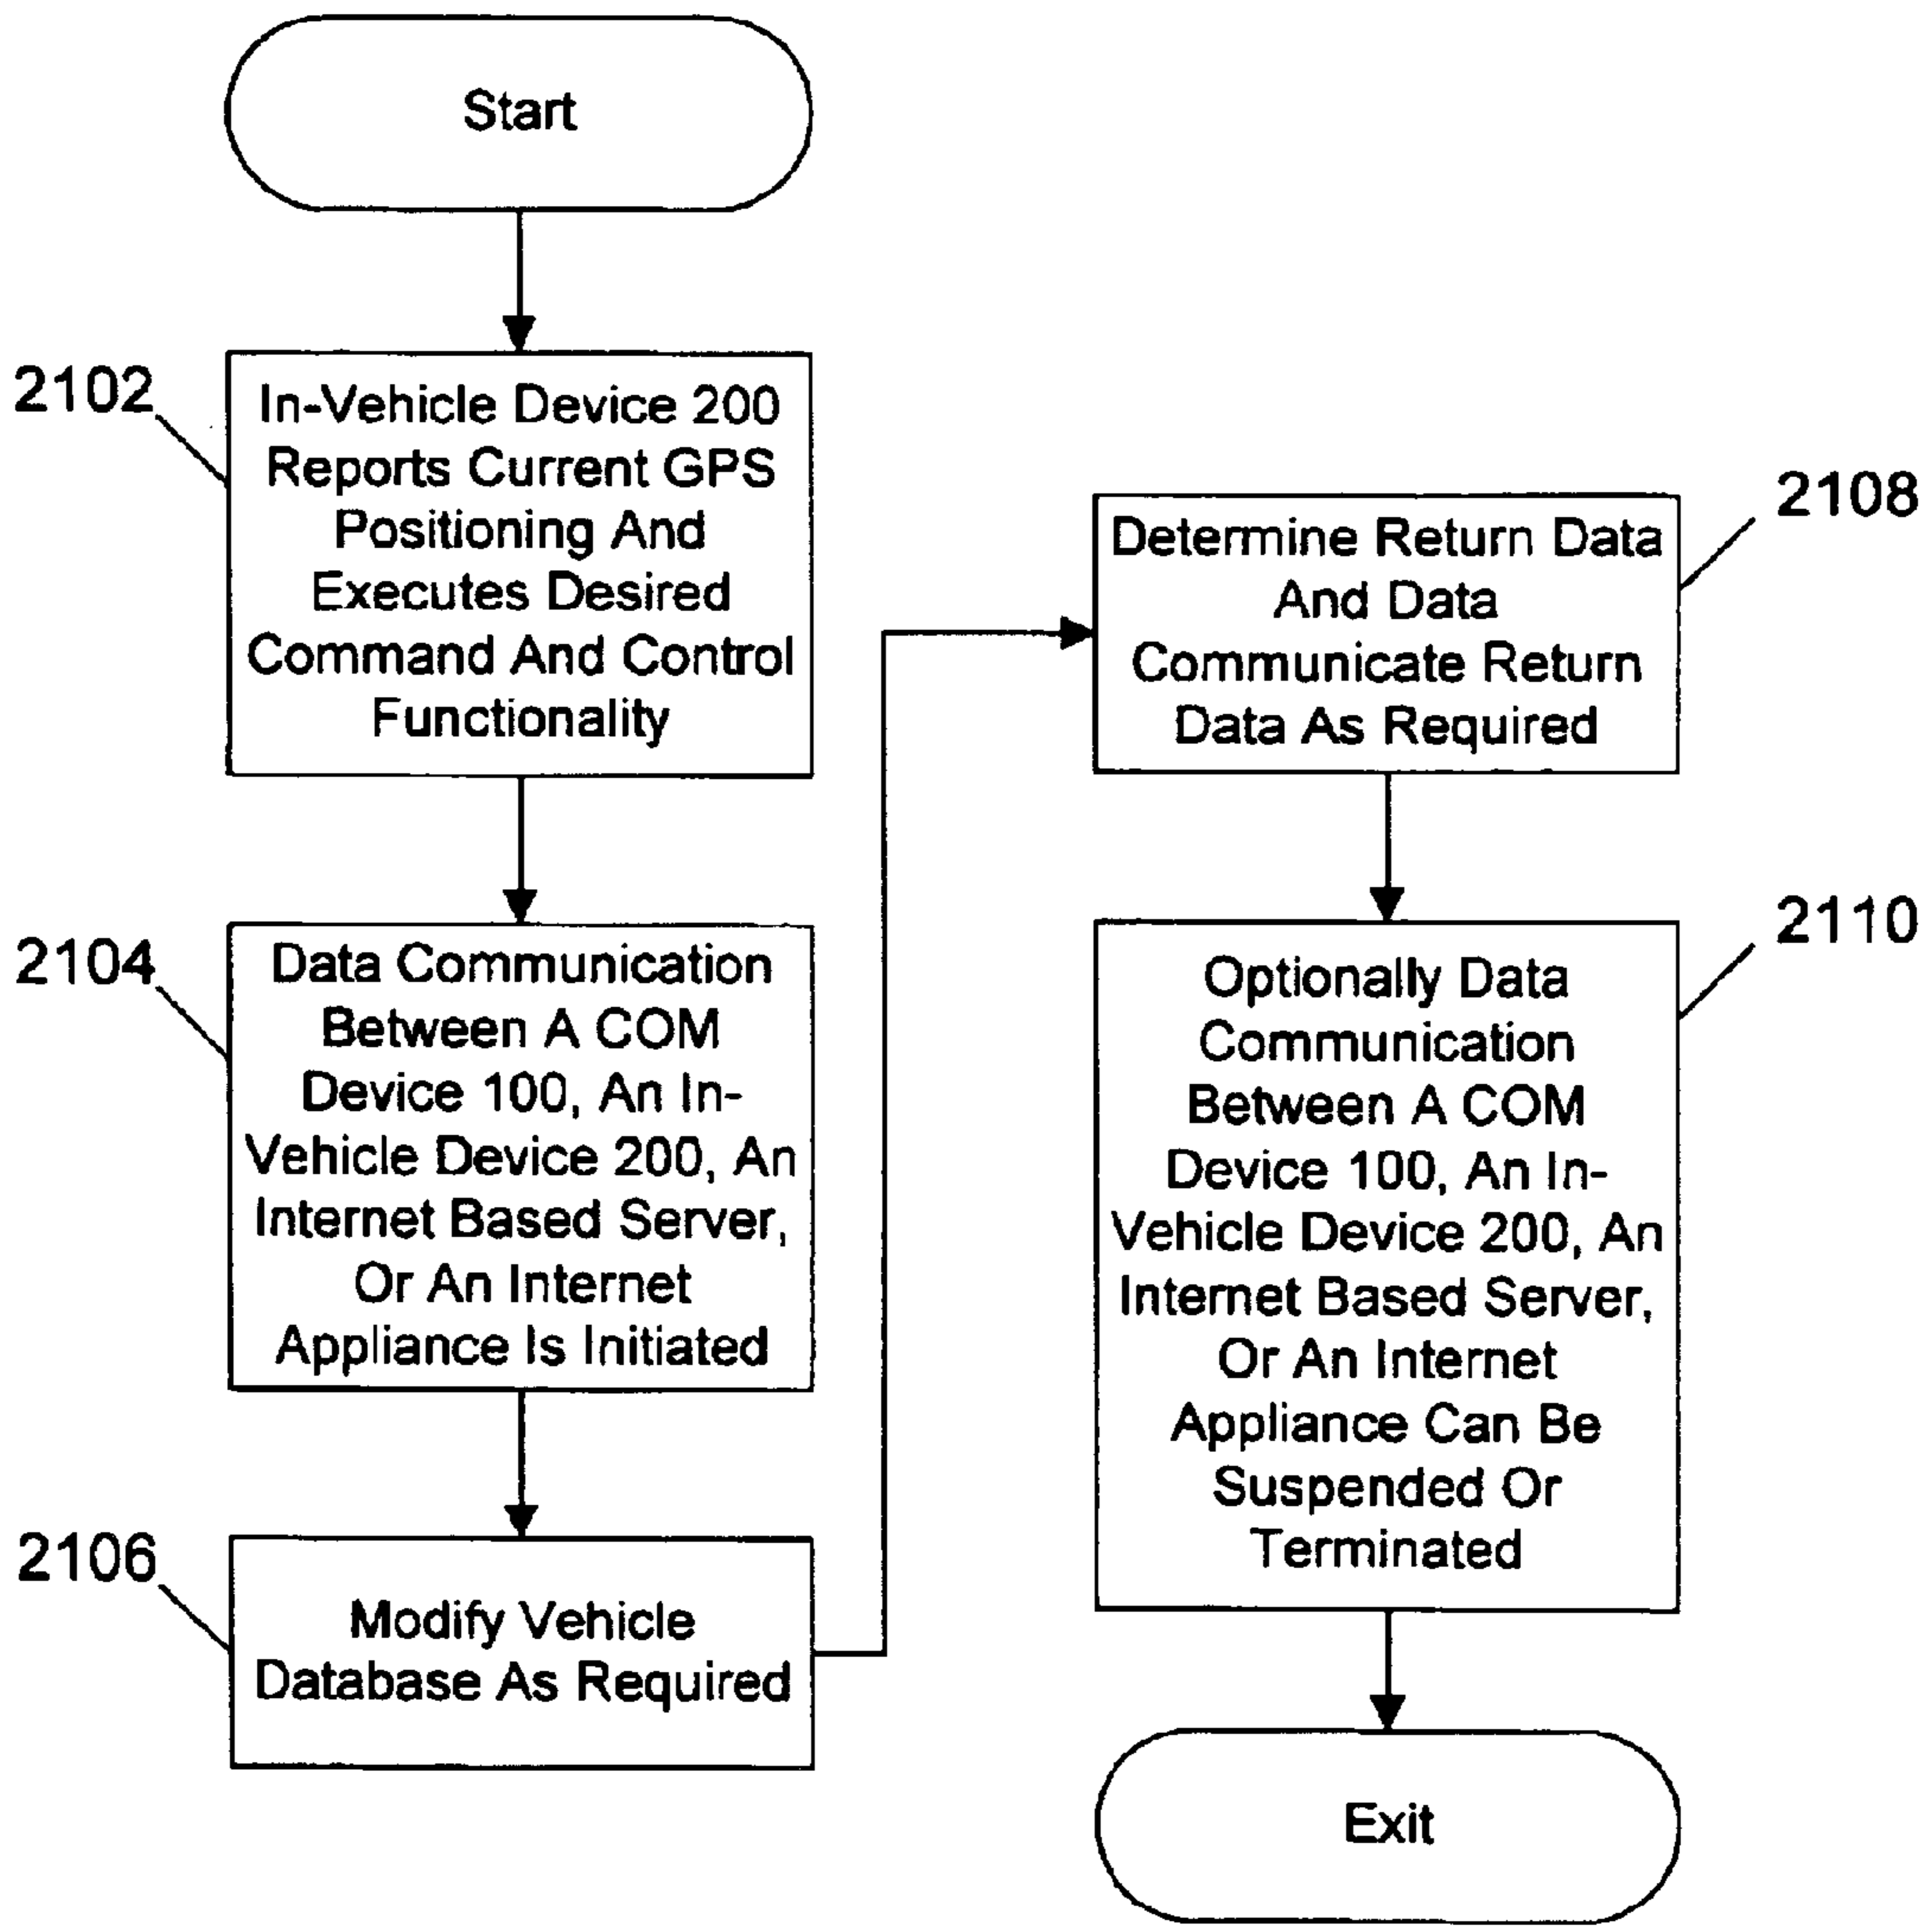 Start
2102
In-Vehicle Device 200
Reports Current GPS
Positioning And
Executes Desired
Command And Control
Functionality
2104
Data Communication
Between A COM
Device 100, An In-
Vehicle Device 200, An
Internet Based Server,
Or An Internet
Appliance Is Initiated
2106
Modify Vehicle
Database As Required
2108
Determine Return Data
And Data
Communicate Return
Data As Required
2110
Optionally Data
Communication
Between A COM
Device 100, An In-
Vehicle Device 200, An
Internet Based Server,
Or An Internet
Appliance Can Be
Suspended Or
Terminated
Exit